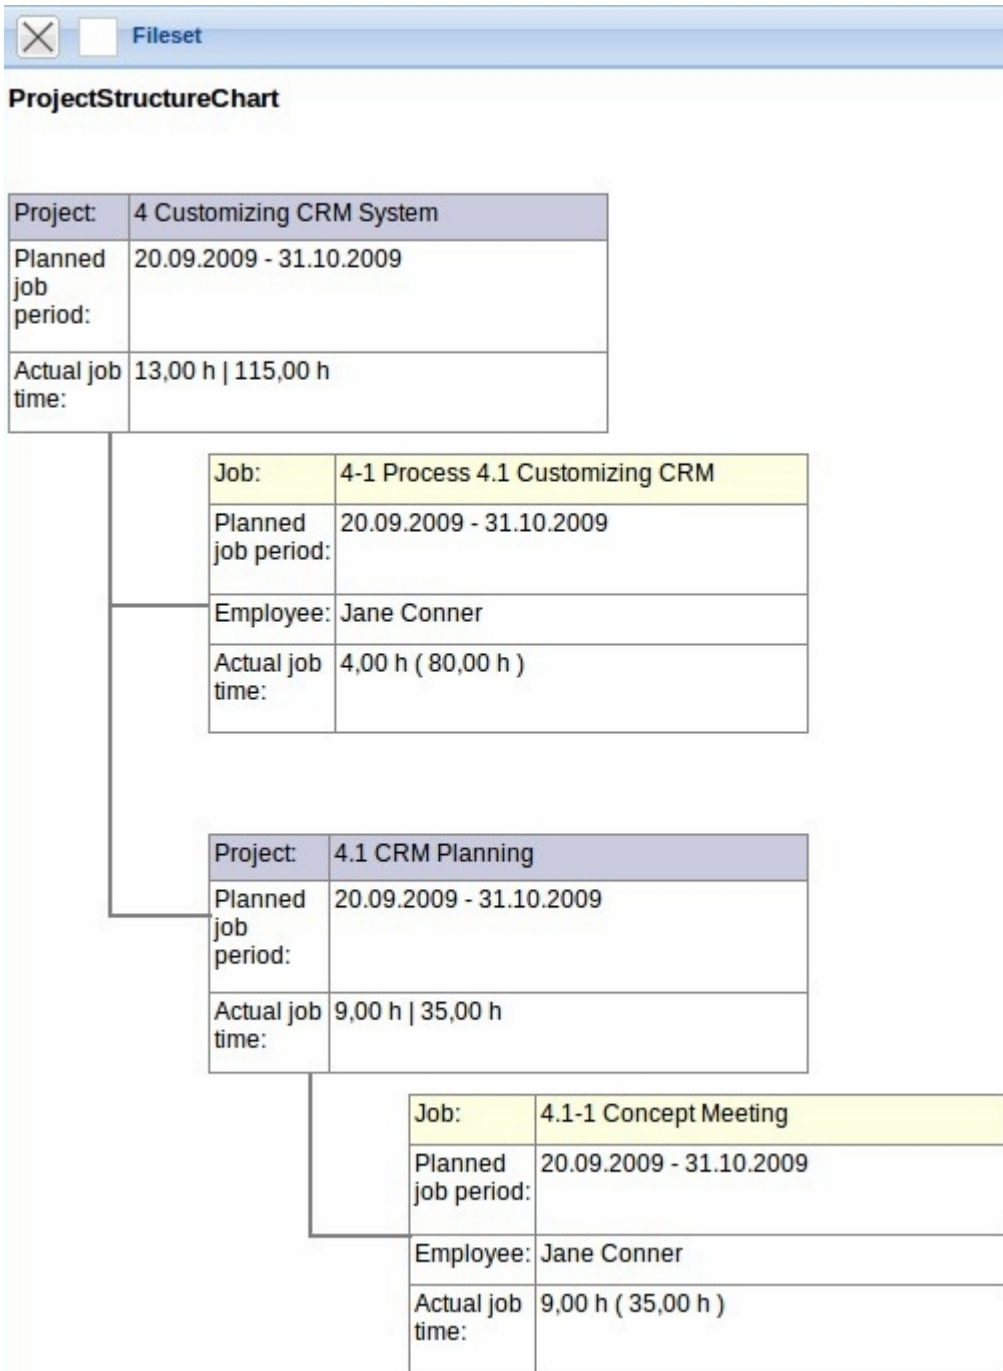 Fileset
ProjectStructureChart
Project: 4 Customizing CRM System
Planned 20.09.2009 - 31.10.2009
job
period:
Actual job 13,00 h | 115,00 h
time:
Job: 4-1 Process 4.1 Customizing CRM
Planned 20.09.2009 - 31.10.2009
job period:
Employee: Jane Conner
Actual job 4,00 h ( 80,00 h )
time:
Project: 4.1 CRM Planning
Planned 20.09.2009 - 31.10.2009
job
period:
Actual job 9,00 h | 35,00 h
time:
Job: 4.1-1 Concept Meeting
Planned 20.09.2009 - 31.10.2009
job period:
Employee: Jane Conner
Actual job 9,00 h ( 35,00 h )
time: